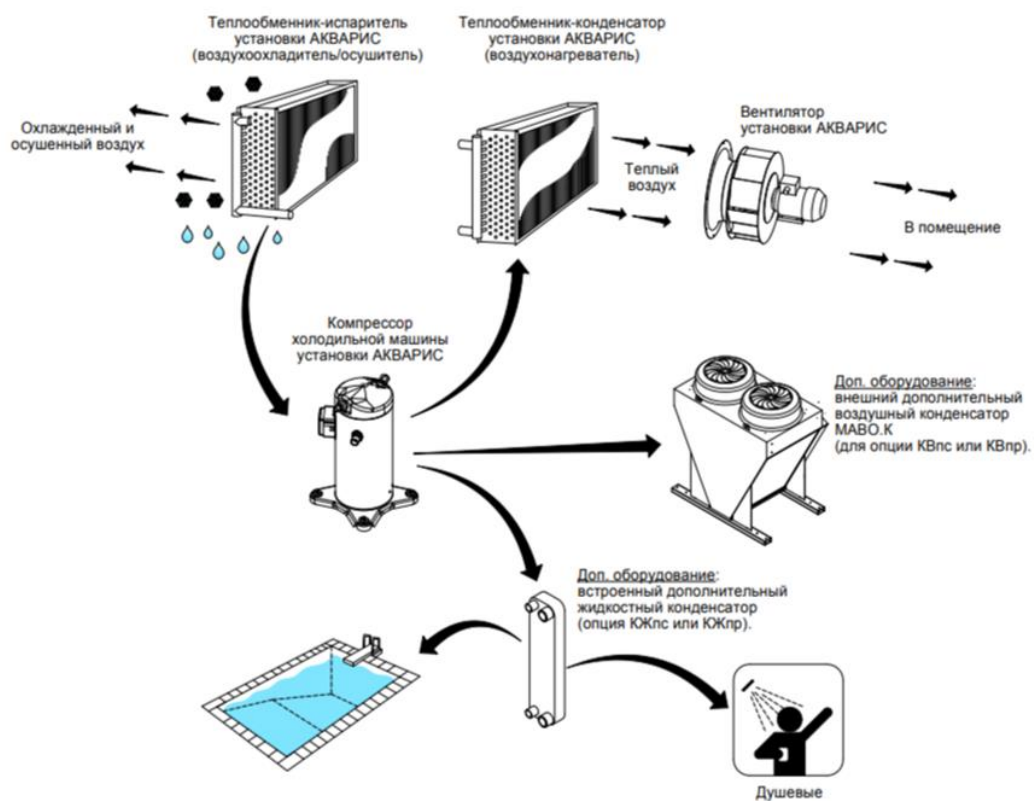 Теплообменник-испаритель
установки АКВАРИС
(воздухоохладитель/осушитель)
Теплообменник-конденсатор
установки АКВАРИС
(воздухонагреватель)
Охлажденный и
осушенный воздух
Теплый
воздух
Вентилятор
установки АКВАРИС
В помещение
Компрессор
холодильной машины
установки АКВАРИС
Доп. оборудование:
внешний дополнительный
воздушный конденсатор
МАВО.К
(для опции КВпс или КВпр).
Доп. оборудование:
встроенный дополнительный
жидкостный конденсатор
(опция КЖпс или КЖпр).
Душевые